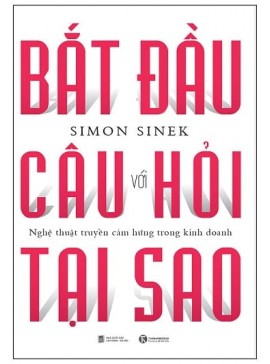 BẮT ĐẦU
SIMON SINEK
CÂU VỚI HỎI
Nghệ thuật truyền cảm hứng trong kinh doanh
TẠI SAO